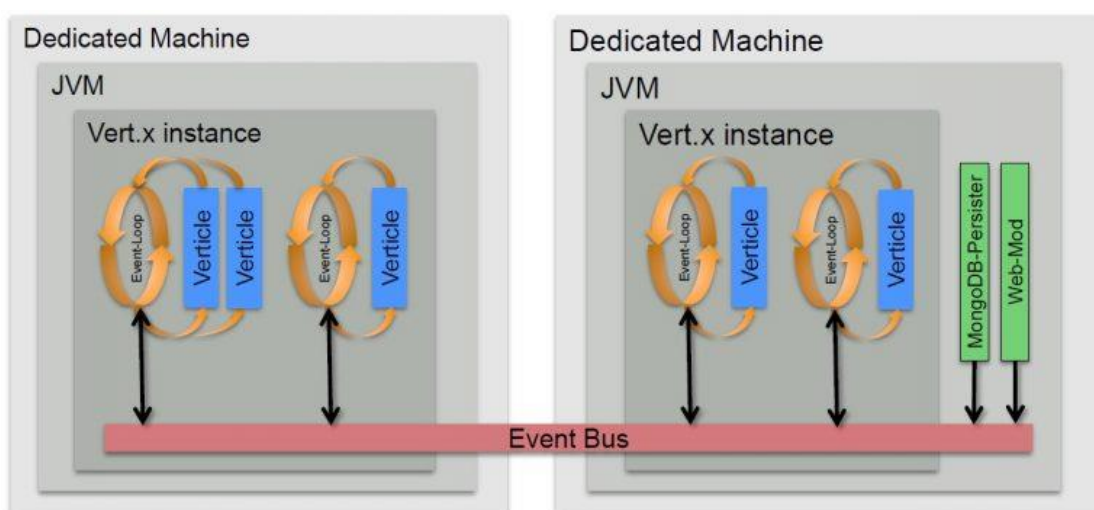 Dedicated Machine
JVM
Vert.x instance
Event-Loop
Verticle
Verticle
Event-Loop
Verticle
Dedicated Machine
JVM
Vert.x instance
Event-Loop
Verticle
Event-Loop
Verticle
MongoDB-Persister
Web-Mod
Event Bus